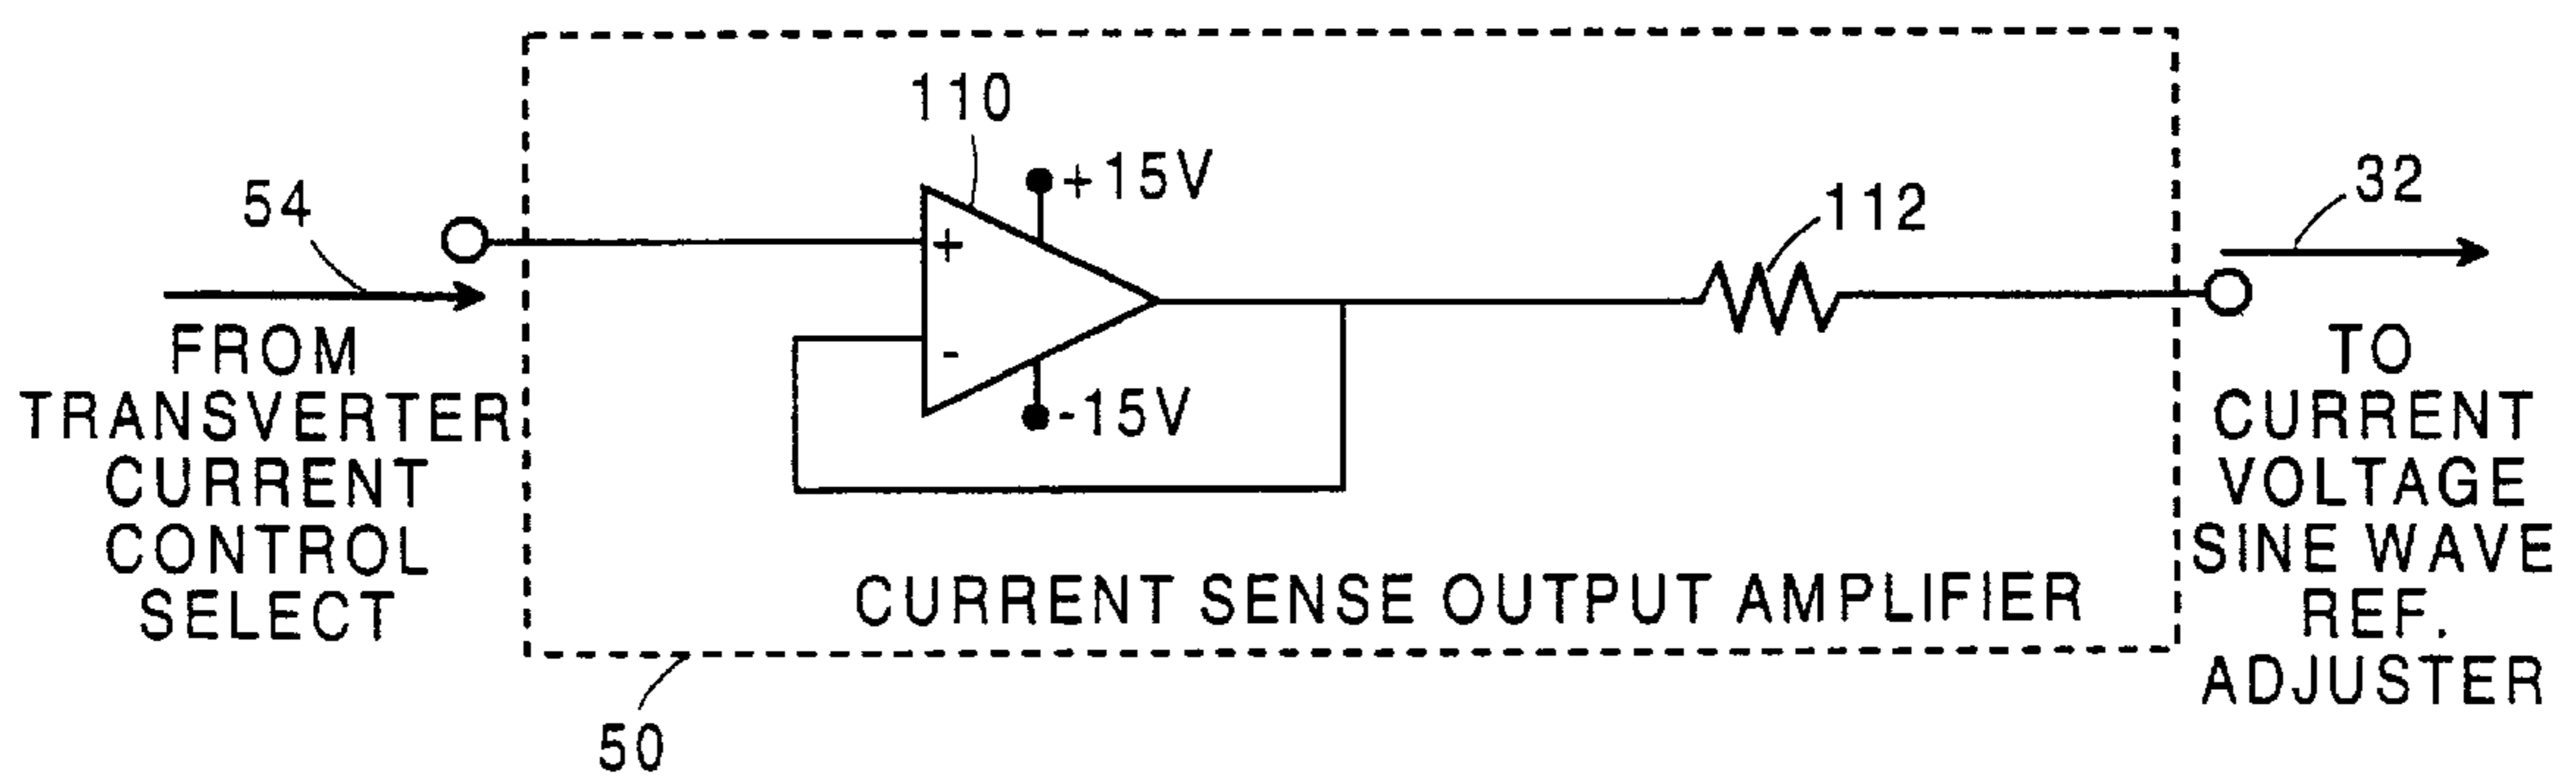 110
+15V
54
32
112
+
-
-15V
FROM
TRANSVERTER
CURRENT
CONTROL
SELECT
TO
CURRENT
VOLTAGE
SINE WAVE
REF.
ADJUSTER
CURRENT SENSE OUTPUT AMPLIFIER
50